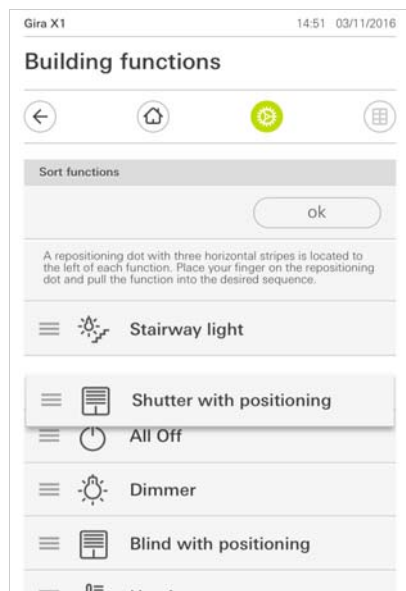 Gira X1 14:51 03/11/2016
Building functions
Sort functions
ok
A repositioning dot with three horizontal stripes is located to
the left of each function. Place your finger on the repositioning
dot and pull the function into the desired sequence.
Stairway light
Shutter with positioning
All Off
Dimmer
Blind with positioning